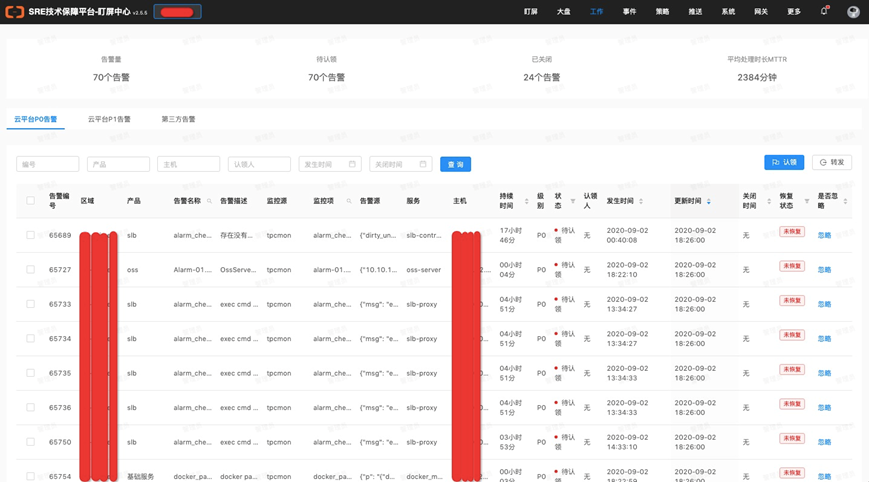 SRE技术保障平台-盯屏中心 v2.5.6
盯屏 大盘 工作 事件 策略 推送 系统 网关 更多
告警量 待认领 已关闭 平均处理时长MTTR
70个告警 70个告警 24个告警 2384分钟
云平台P0告警 云平台P1告警 第三方告警
编号 产品 主机 认领人 发生时间 关闭时间 查 询 认领 转发
告警编号 区域 产品 告警名称 告警描述 监控源 监控项 告警源 服务 主机 持续时间 级别 状态 认领人 发生时间 更新时间 关闭时间 恢复状态 是否忽略
65689 slb alarm_che... 存在没有... tpcmon alarm_che... {"dirty_un... slb-contr... 17小时46分 P0 待认领 无 2020-09-02 00:40:08 2020-09-02 18:26:00 无 未恢复 忽略
65727 oss Alarm-01.... OssServe... tpcmon alarm-01.... {"10.10.1... oss-server 2... 00小时04分 P0 待认领 无 2020-09-02 18:22:10 2020-09-02 18:26:00 无 未恢复 忽略
65733 slb alarm_che... exec cmd ... tpcmon alarm_che... {"msg": "e... slb-proxy 0... 04小时51分 P0 待认领 无 2020-09-02 13:34:27 2020-09-02 18:26:00 无 未恢复 忽略
65734 slb alarm_che... exec cmd ... tpcmon alarm_che... {"msg": "e... slb-proxy 0... 04小时51分 P0 待认领 无 2020-09-02 13:34:27 2020-09-02 18:26:00 无 未恢复 忽略
65735 slb alarm_che... exec cmd ... tpcmon alarm_che... {"msg": "e... slb-proxy 0... 04小时51分 P0 待认领 无 2020-09-02 13:34:33 2020-09-02 18:26:00 无 未恢复 忽略
65736 slb alarm_che... exec cmd ... tpcmon alarm_che... {"msg": "e... slb-proxy 0... 04小时51分 P0 待认领 无 2020-09-02 13:34:33 2020-09-02 18:26:00 无 未恢复 忽略
65750 slb alarm_che... exec cmd ... tpcmon alarm_che... {"msg": "e... slb-proxy 0... 03小时53分 P0 待认领 无 2020-09-02 14:33:10 2020-09-02 18:26:00 无 未恢复 忽略
65754 基础服务 docker_pa... docker pa... tpcmon docker_pa... {"p": "{"d... docker_m... 00小时03分 P0 待认领 无 2020-09-02 18:22:59 2020-09-02 18:26:00 无 未恢复 忽略